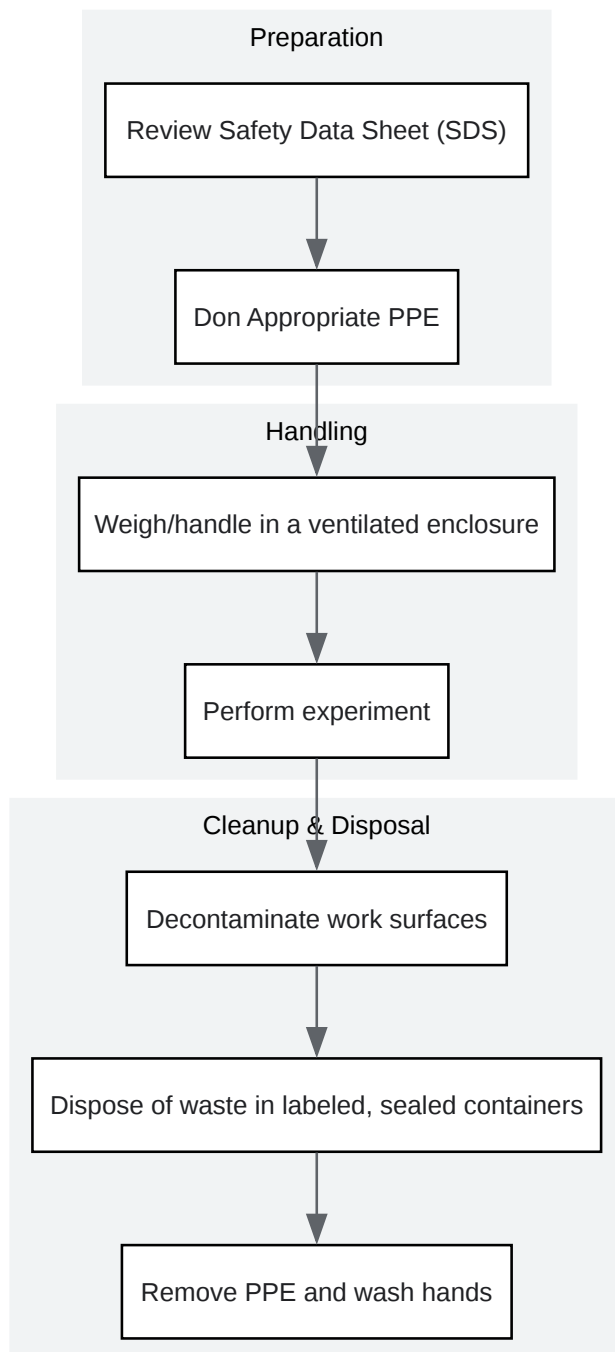 Preparation
Review Safety Data Sheet (SDS)
Don Appropriate PPE
Handling
Weigh/handle in a ventilated enclosure
Perform experiment
Cleanup & Disposal
Decontaminate work surfaces
Dispose of waste in labeled, sealed containers
Remove PPE and wash hands